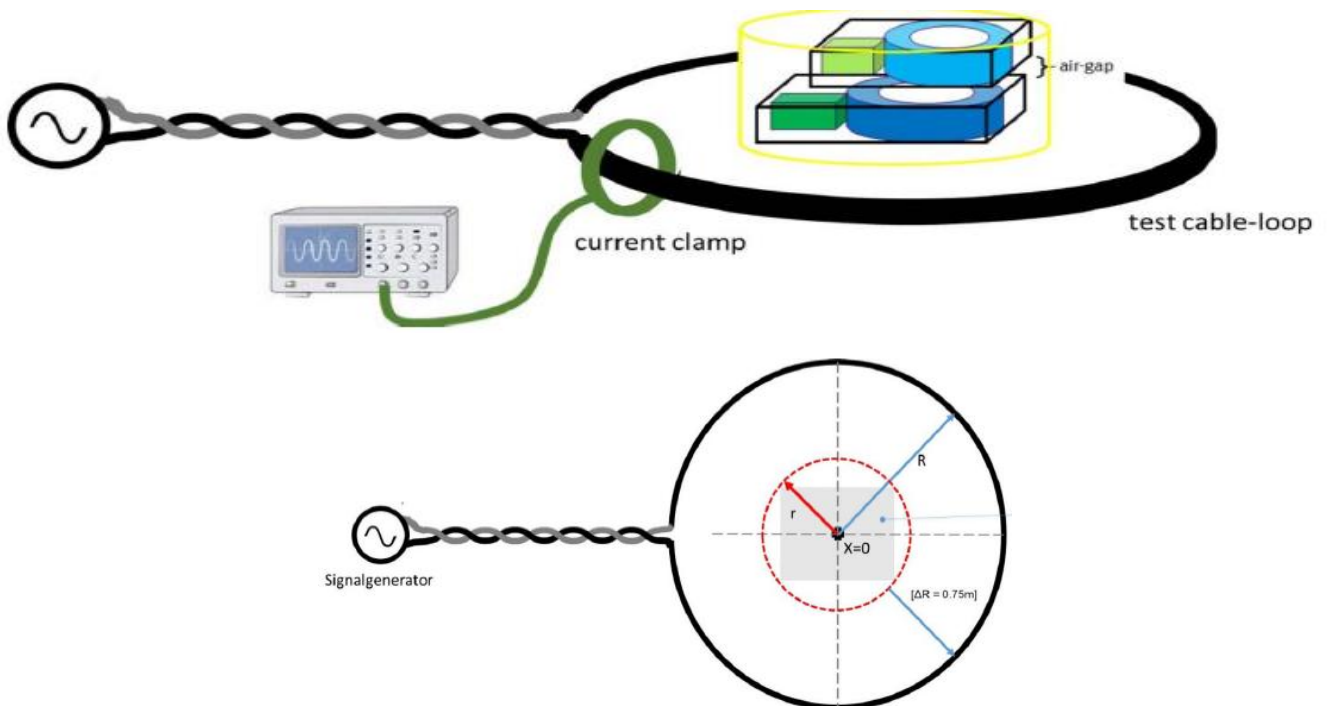 air-gap
current clamp
test cable-loop
R
r
X=0
[ΔR = 0.75m]
Signalgenerator